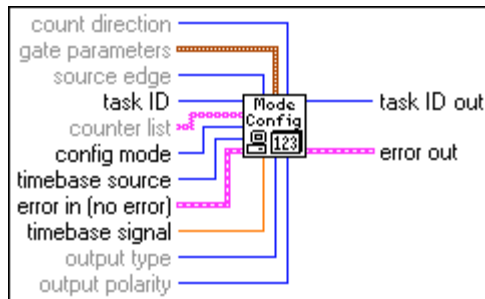 count direction
gate parameters
source edge
task ID
counter list
config mode
timebase source
error in (no error)
timebase signal
output type
output polarity
Mode
Config
123
task ID out
error out